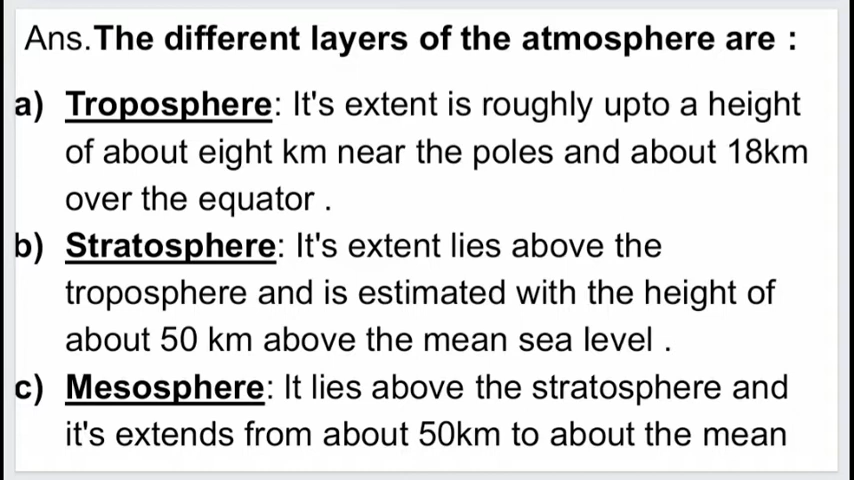 Ans.The different layers of the atmosphere are :
a) Troposphere: It's extent is roughly upto a height
of about eight km near the poles and about 18km
over the equator .
b) Stratosphere: It's extent lies above the
troposphere and is estimated with the height of
about 50 km above the mean sea level .
c) Mesosphere: It lies above the stratosphere and
it's extends from about 50km to about the mean